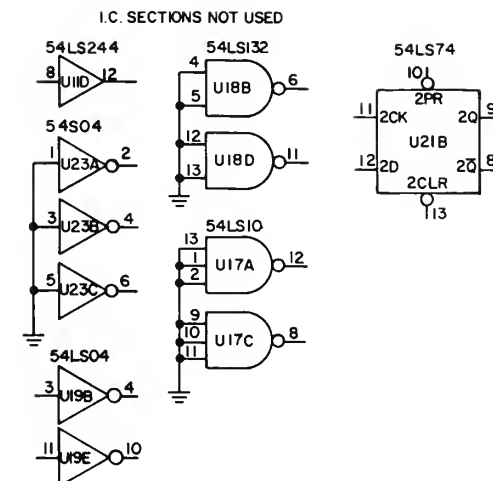 I.C. SECTIONS NOT USED
54LS244
8 U11D 12
54S04
1 U23A 2
3 U23B 4
5 U23C 6
54LS04
3 U19B 4
11 U19E 10
54LS132
4
5 U18B 6
12
13 U18D 11
54LS10
13
1 U17A 12
2
9
10 U17C 8
11
54LS74
10
2PR
11 2CK 2Q 9
U21B
12 2D 2Q̅ 8
2CLR
13